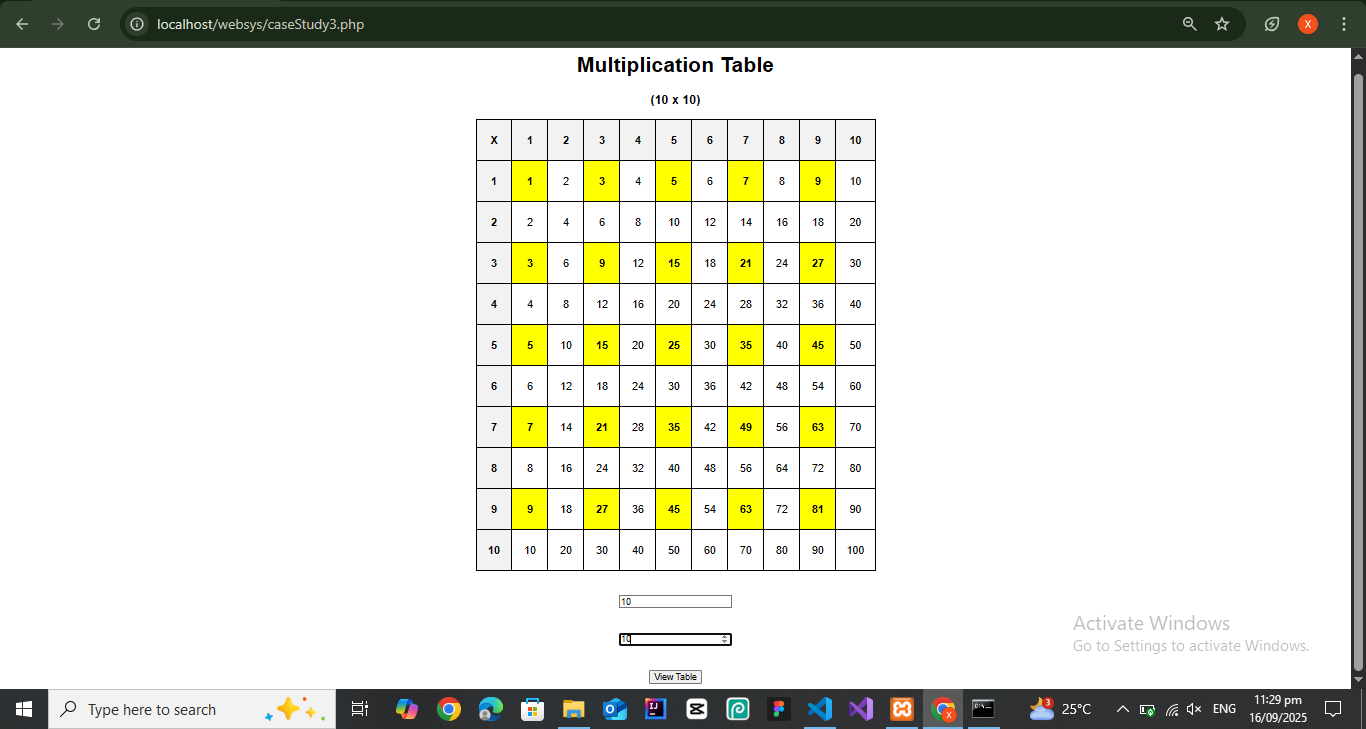 localhost/websys/caseStudy3.php
X
Multiplication Table
(10 x 10)
X 1 2 3 4 5 6 7 8 9 10
1 1 2 3 4 5 6 7 8 9 10
2 2 4 6 8 10 12 14 16 18 20
3 3 6 9 12 15 18 21 24 27 30
4 4 8 12 16 20 24 28 32 36 40
5 5 10 15 20 25 30 35 40 45 50
6 6 12 18 24 30 36 42 48 54 60
7 7 14 21 28 35 42 49 56 63 70
8 8 16 24 32 40 48 56 64 72 80
9 9 18 27 36 45 54 63 72 81 90
10 10 20 30 40 50 60 70 80 90 100
10
10
View Table
Activate Windows
Go to Settings to activate Windows.
Type here to search
IJ
X
3
25°C
ENG
11:29 pm
16/09/2025